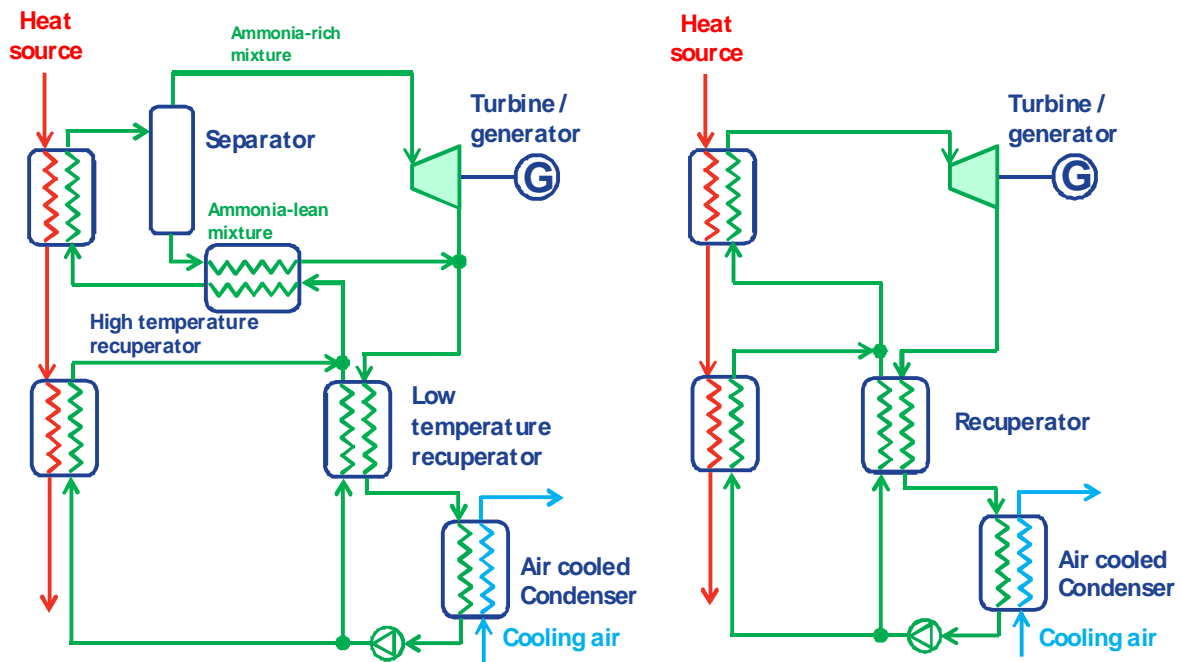 Heat
source
Ammonia-rich
mixture
Turbine /
generator
G
Separator
Ammonia-lean
mixture
High temperature
recuperator
Low
temperature
recuperator
Air cooled
Condenser
Cooling air
Heat
source
Turbine /
generator
G
Recuperator
Air cooled
Condenser
Cooling air